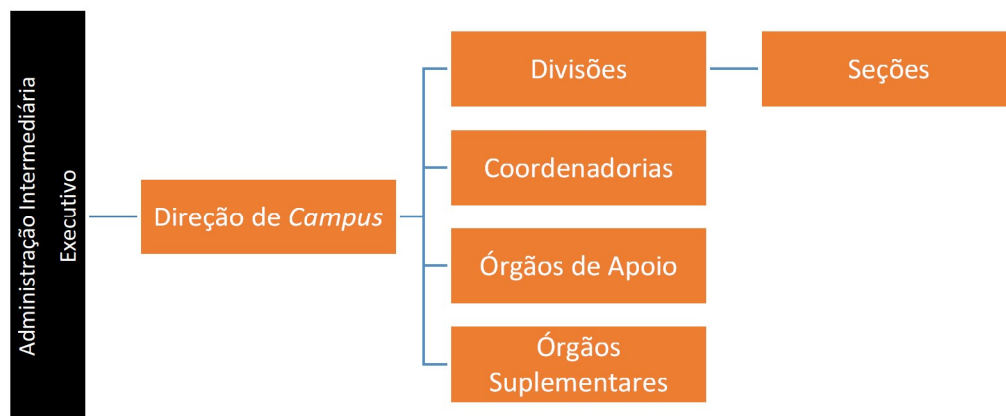 Administração Intermediária
Executivo
Direção de Campus
Divisões
Seções
Coordenadorias
Órgãos de Apoio
Órgãos
Suplementares